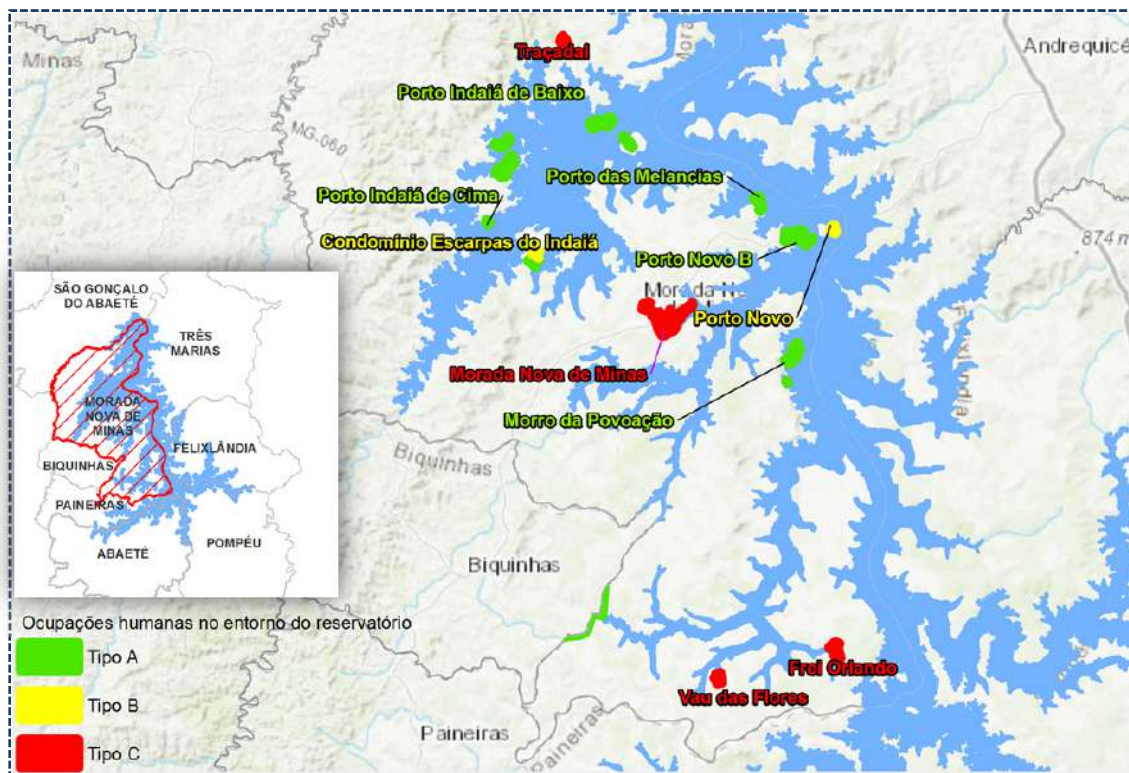 Minas
Traçadal
Andrequicé
Porto Indaiá de Baixo
MG-060
Porto das Melancias
Porto Indaiá de Cima
Condomínio Escarpas do Indaiá
874 m
Porto Novo B
Morada No
Porto Novo
Morada Nova de Minas
Morro da Povoação
Felixlândia
Biquinhas
Biquinhas
Frei Orlando
Vau das Flores
Paineiras
Paineiras
SÃO GONÇALO
DO ABAETÉ
TRÊS
MARIAS
MORADA
NOVA DE
MINAS
FELIXLÂNDIA
BIQUINHAS
PAINEIRAS
ABAETÉ
POMPÉU
Ocupações humanas no entorno do reservatório
Tipo A
Tipo B
Tipo C